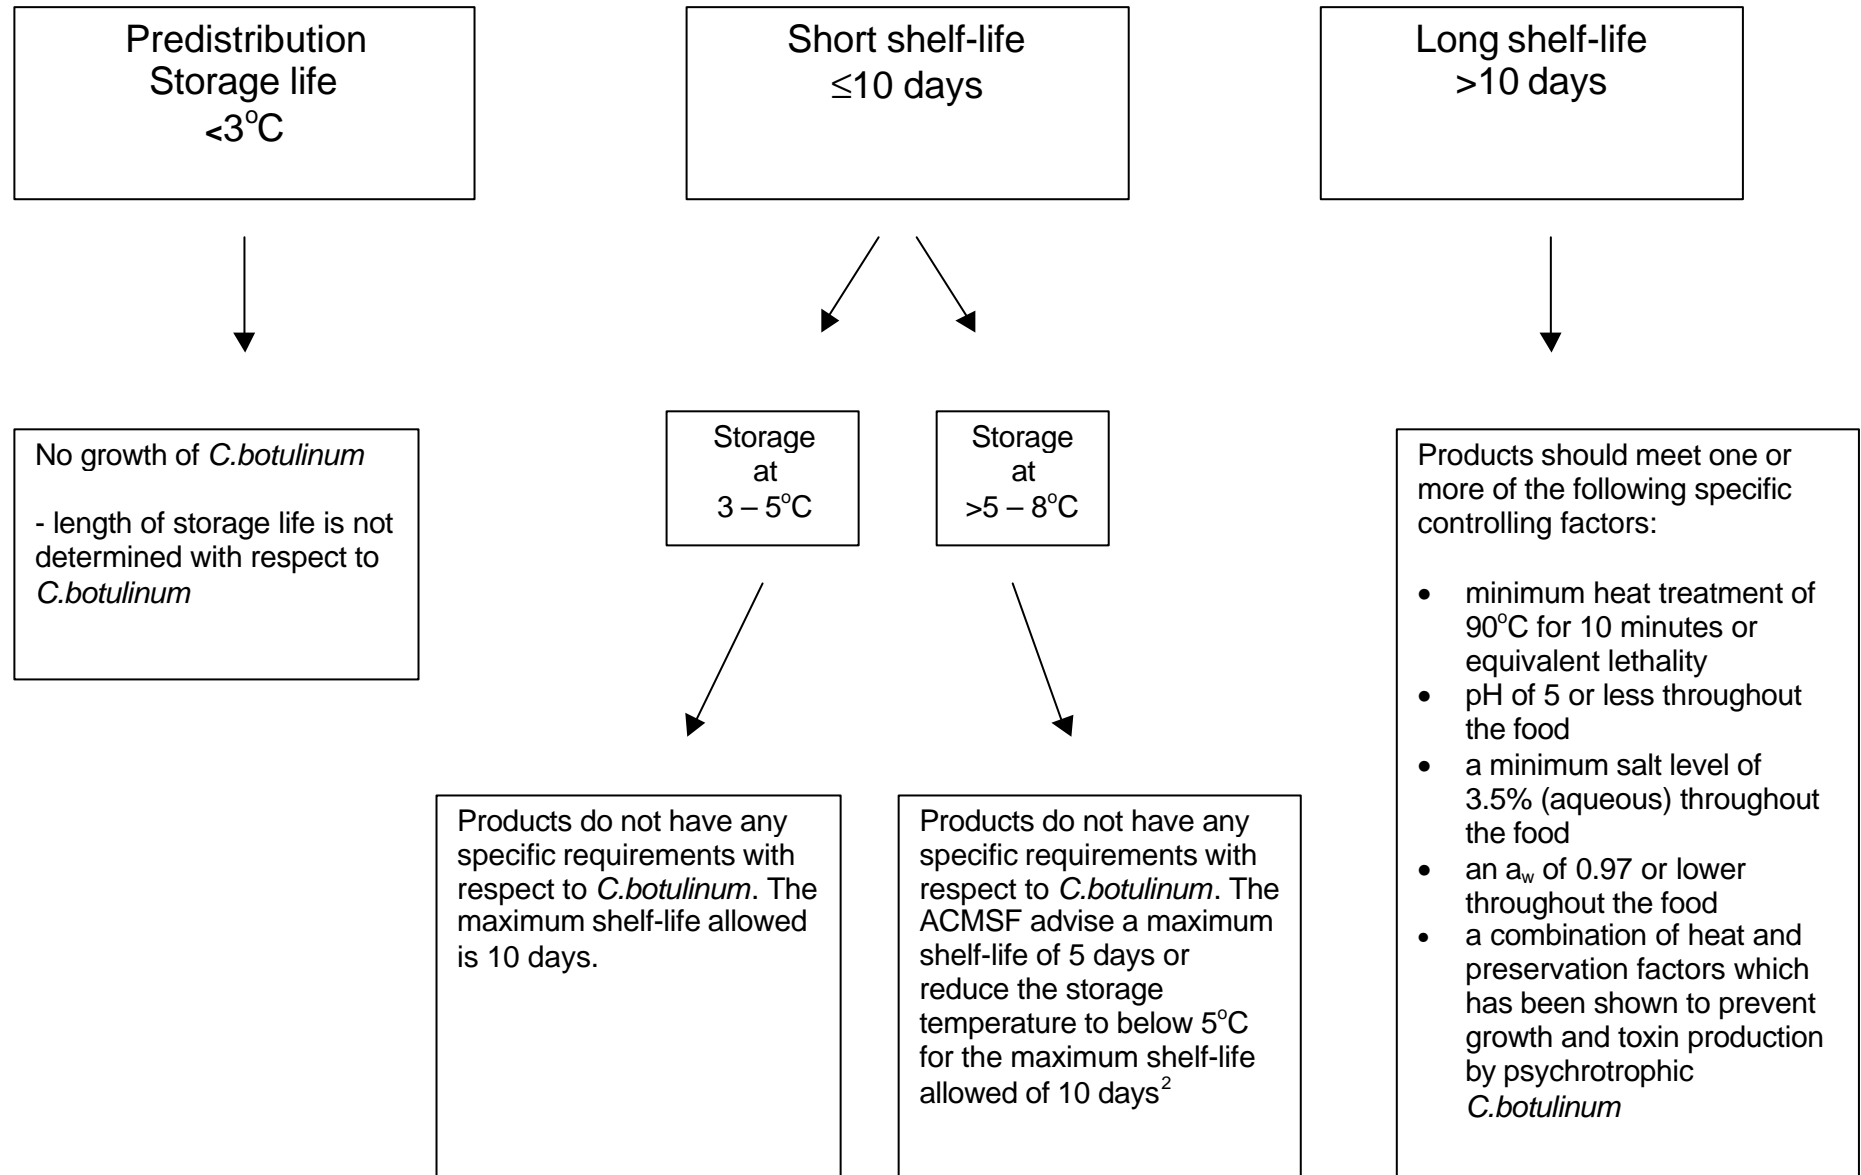 Predistribution
Storage life
<3°C
Short shelf-life
≤10 days
Long shelf-life
>10 days
No growth of C.botulinum
- length of storage life is not
determined with respect to
C.botulinum
Storage
at
3 – 5°C
Storage
at
>5 – 8°C
Products do not have any
specific requirements with
respect to C.botulinum. The
maximum shelf-life allowed
is 10 days.
Products do not have any
specific requirements with
respect to C.botulinum. The
ACMSF advise a maximum
shelf-life of 5 days or
reduce the storage
temperature to below 5°C
for the maximum shelf-life
allowed of 10 days²
Products should meet one or
more of the following specific
controlling factors:
• minimum heat treatment of
90°C for 10 minutes or
equivalent lethality
• pH of 5 or less throughout
the food
• a minimum salt level of
3.5% (aqueous) throughout
the food
• an a_w of 0.97 or lower
throughout the food
• a combination of heat and
preservation factors which
has been shown to prevent
growth and toxin production
by psychrotrophic
C.botulinum